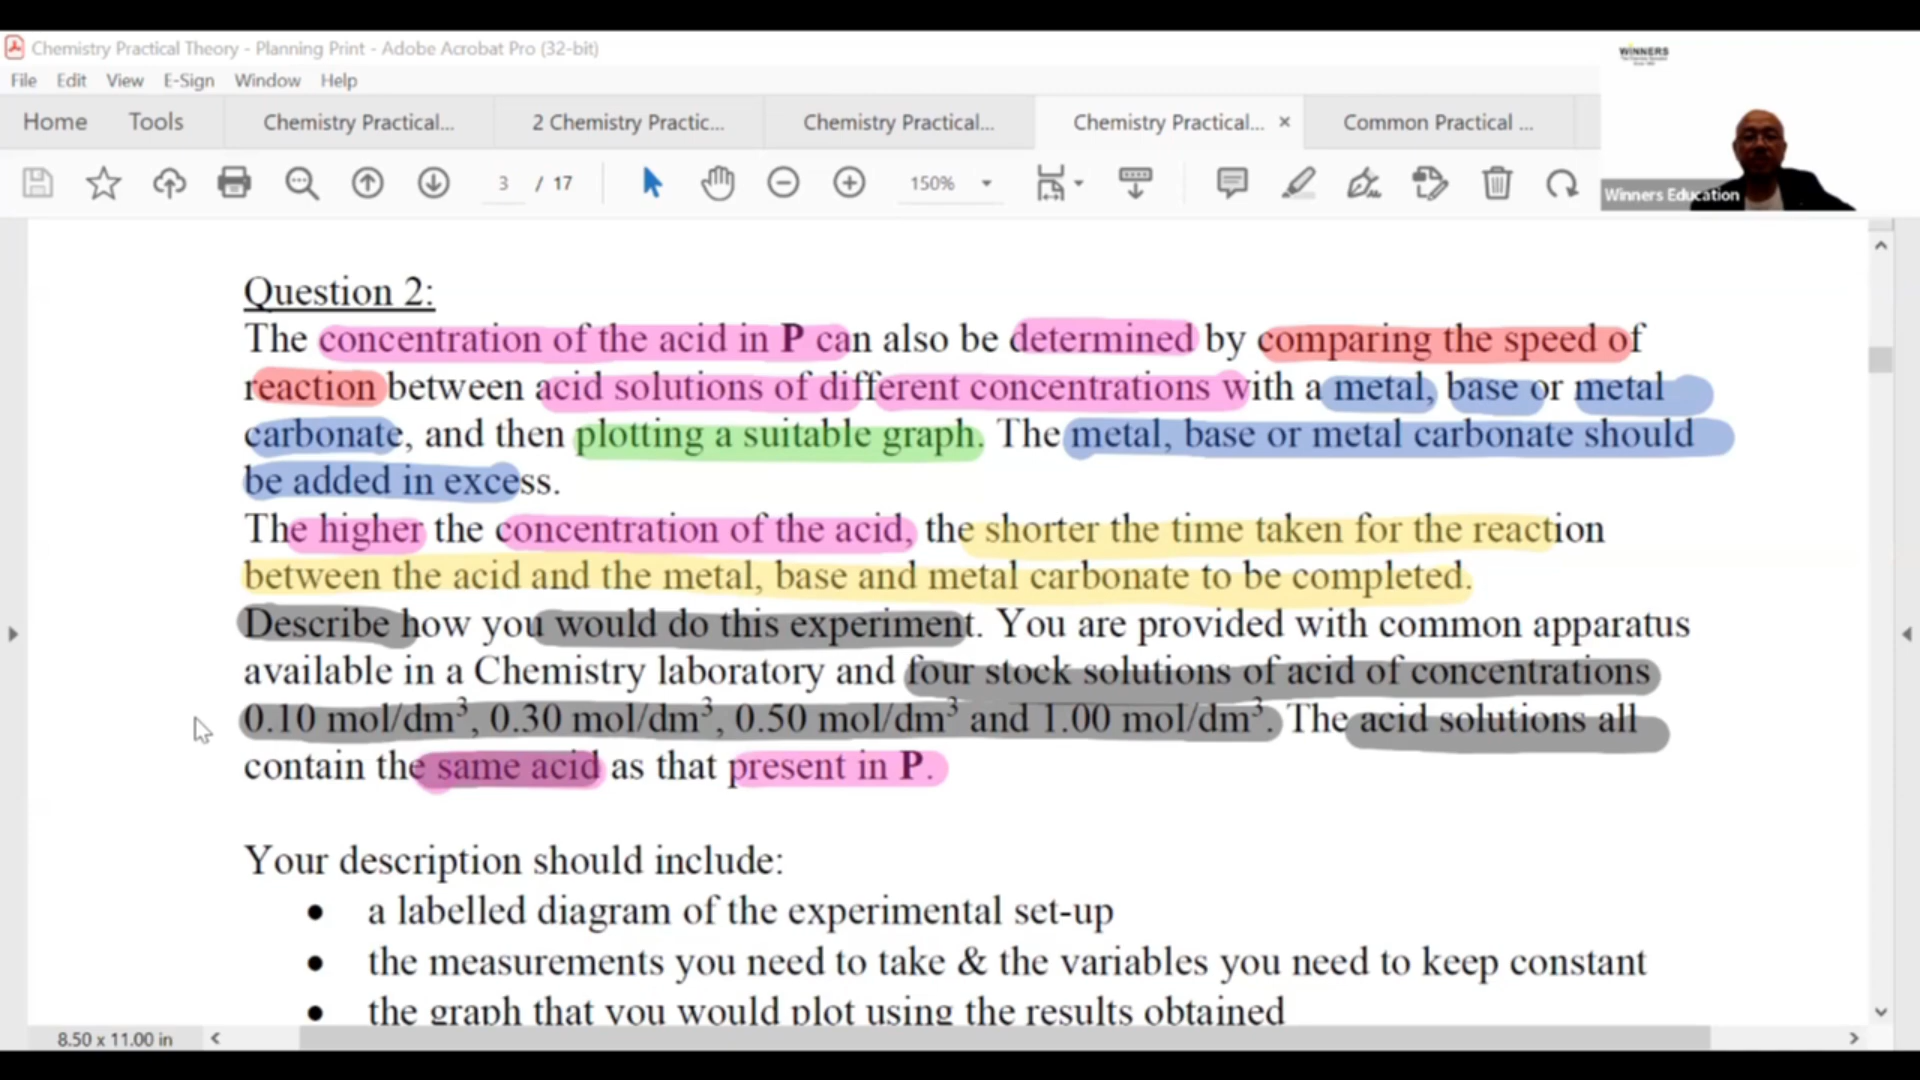 Chemistry Practical Theory - Planning Print - Adobe Acrobat Pro (32-bit)
WINNERS
File Edit View E-Sign Window Help
Home Tools Chemistry Practical... 2 Chemistry Practic... Chemistry Practical... Chemistry Practical... × Common Practical ...
3 / 17 150%
Winners Education
Question 2:
The concentration of the acid in P can also be determined by comparing the speed of
reaction between acid solutions of different concentrations with a metal, base or metal
carbonate, and then plotting a suitable graph. The metal, base or metal carbonate should
be added in excess.
The higher the concentration of the acid, the shorter the time taken for the reaction
between the acid and the metal, base and metal carbonate to be completed.
Describe how you would do this experiment. You are provided with common apparatus
available in a Chemistry laboratory and four stock solutions of acid of concentrations
0.10 mol/dm³, 0.30 mol/dm³, 0.50 mol/dm³ and 1.00 mol/dm³. The acid solutions all
contain the same acid as that present in P.
Your description should include:
• a labelled diagram of the experimental set-up
• the measurements you need to take & the variables you need to keep constant
• the graph that you would plot using the results obtained
8.50 x 11.00 in